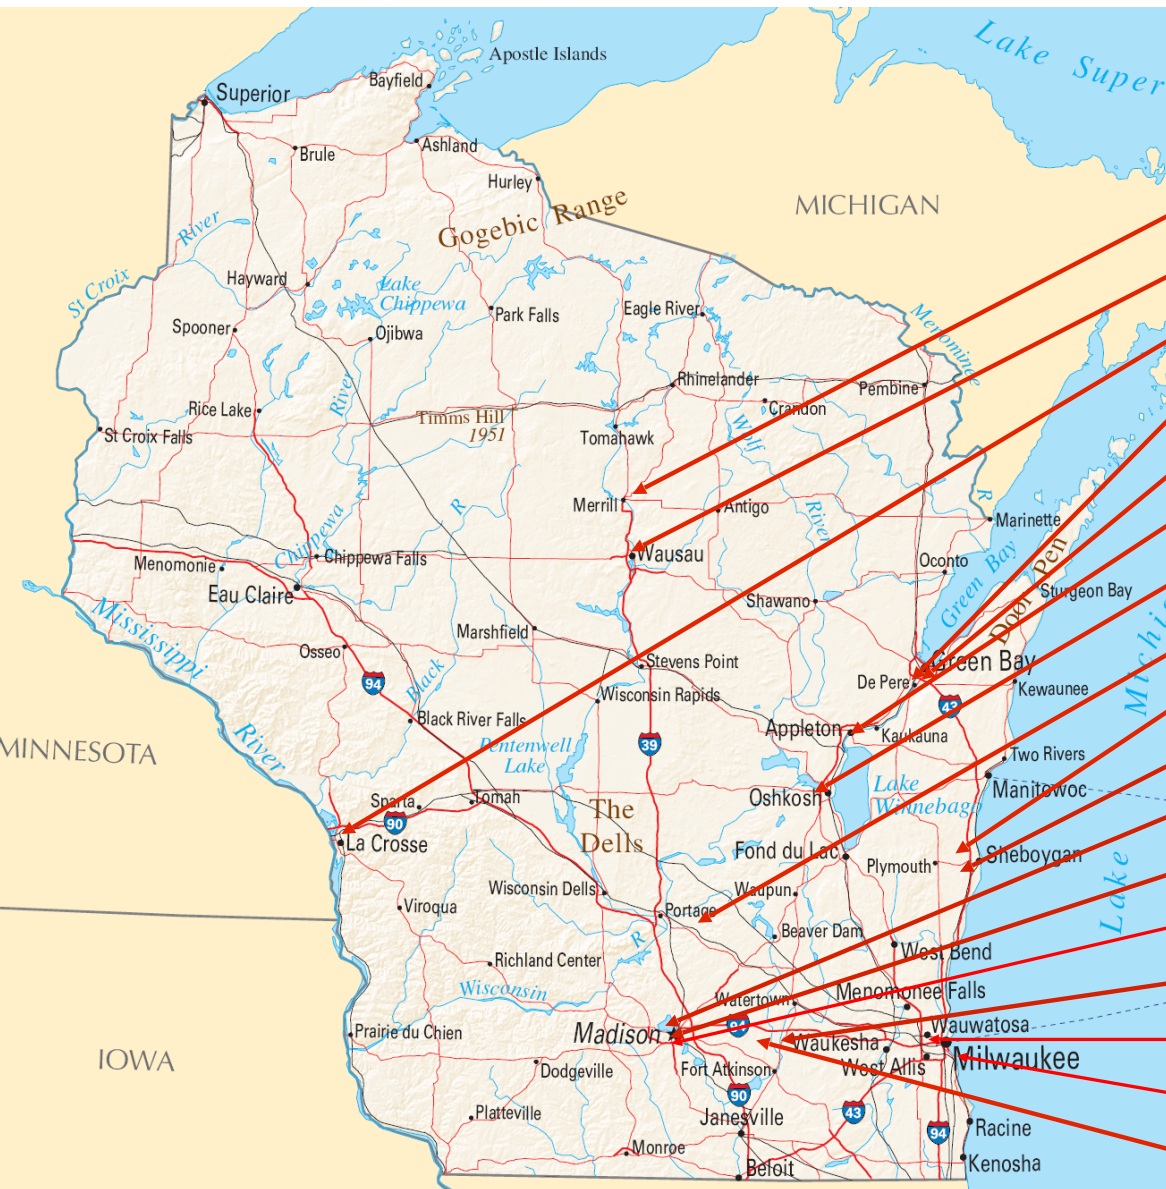 Lake Super
Apostle Islands
Bayfield
Superior
Ashland
Brule
Hurley
MICHIGAN
Gogebic Range
River
St Croix
Hayward
Lake
Chippewa
Park Falls
Eagle River
Menominee
Spooner
Ojibwa
Rhinelander
Pembine
River
Rice Lake
Crandon
Timms Hill
1951
St Croix Falls
Tomahawk
Wolf
Merrill
R
Antigo
River
R
Marinette
Chippewa
Chippewa Falls
Wausau
Menomonie
Oconto
Green Bay
Door Pen
Eau Claire
Sturgeon Bay
Shawano
Mississippi
Marshfield
Osseo
Stevens Point
Green Bay
94
Black
De Pere
Kewaunee
Wisconsin Rapids
43
Michi
Black River Falls
Appleton
Kaukauna
River
MINNESOTA
Pentenwell
Lake
39
Two Rivers
Lake
Winnebago
Manitowoc
Sparta
Tomah
Oshkosh
The
Dells
90
La Crosse
Fond du Lac
Plymouth
Sheboygan
Lake
Wisconsin Dells
Waupun
Viroqua
Portage
Beaver Dam
R
West Bend
Richland Center
Wisconsin
Watertown
Menomonee Falls
94
Madison
Wauwatosa
Prairie du Chien
Waukesha
Milwaukee
IOWA
West Allis
Dodgeville
Fort Atkinson
90
43
Platteville
Janesville
94
Racine
Monroe
Beloit
Kenosha